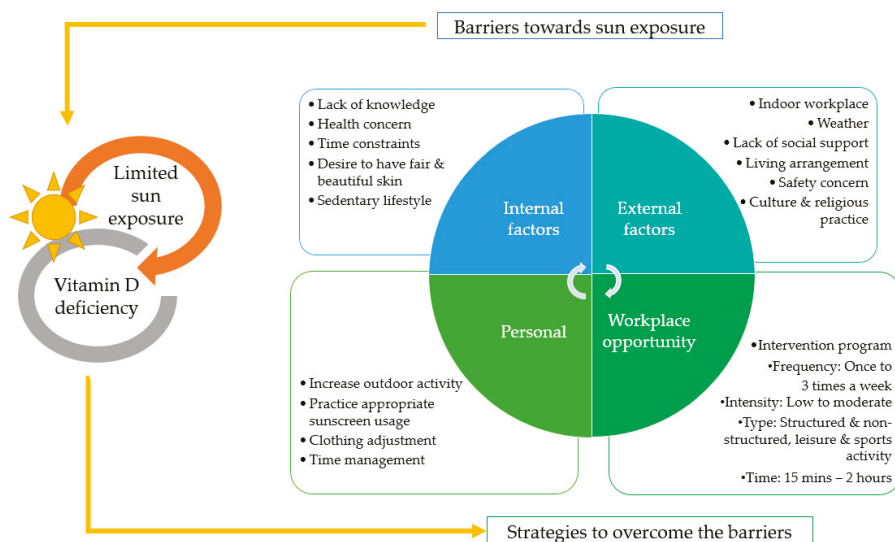 Barriers towards sun exposure
Limited
sun
exposure
Vitamin D
deficiency
• Lack of knowledge
• Health concern
• Time constraints
• Desire to have fair &
beautiful skin
• Sedentary lifestyle
Internal
factors
External
factors
• Indoor workplace
• Weather
• Lack of social support
• Living arrangement
• Safety concern
• Culture & religious
practice
Personal
Workplace
opportunity
• Increase outdoor activity
• Practice appropriate
sunscreen usage
• Clothing adjustment
• Time management
•Intervention program
•Frequency: Once to
3 times a week
•Intensity: Low to moderate
•Type: Structured & non-
structured, leisure & sports
activity
•Time: 15 mins – 2 hours
Strategies to overcome the barriers